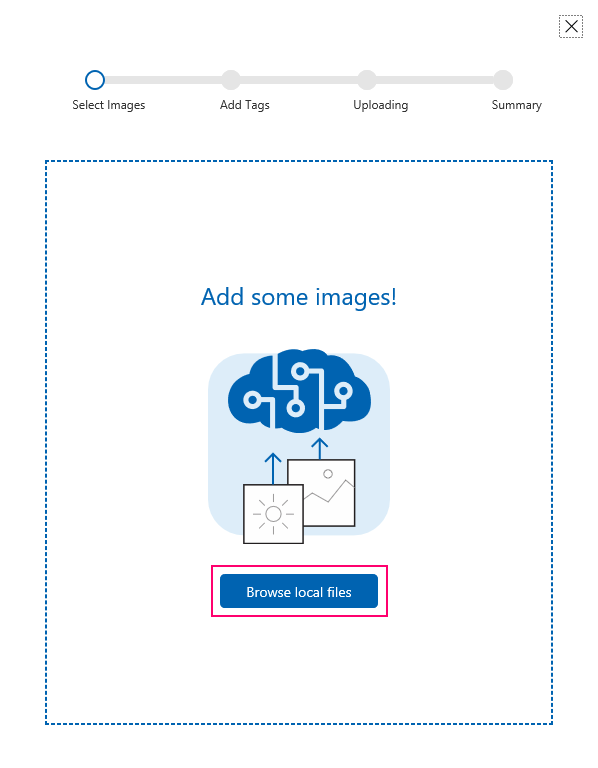 Select Images
Add Tags
Uploading
Summary
Add some images!
Browse local files